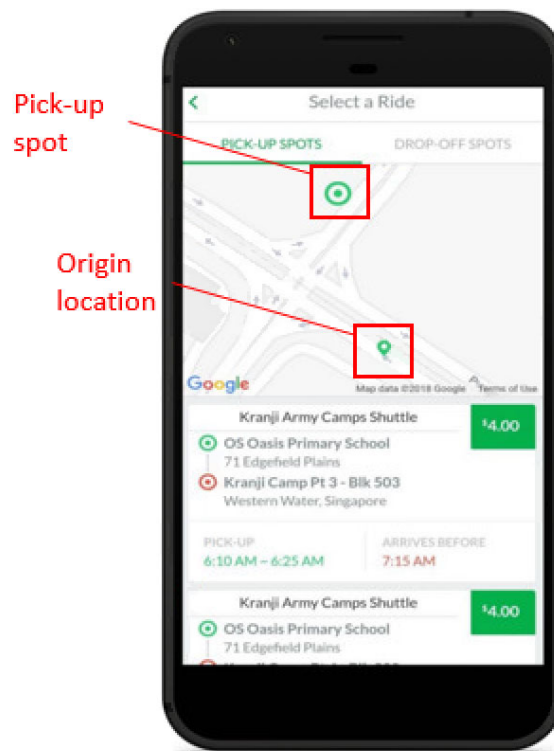 Pick-up
spot
Origin
location
Select a Ride
PICK-UP SPOTS DROP-OFF SPOTS
Google Map data ©2018 Google Terms of Use
Kranji Army Camps Shuttle $4.00
OS Oasis Primary School
71 Edgefield Plains
Kranji Camp Pt 3 - Blk 503
Western Water, Singapore
PICK-UP ARRIVES BEFORE
6:10 AM ~ 6:25 AM 7:15 AM
Kranji Army Camps Shuttle $4.00
OS Oasis Primary School
71 Edgefield Plains